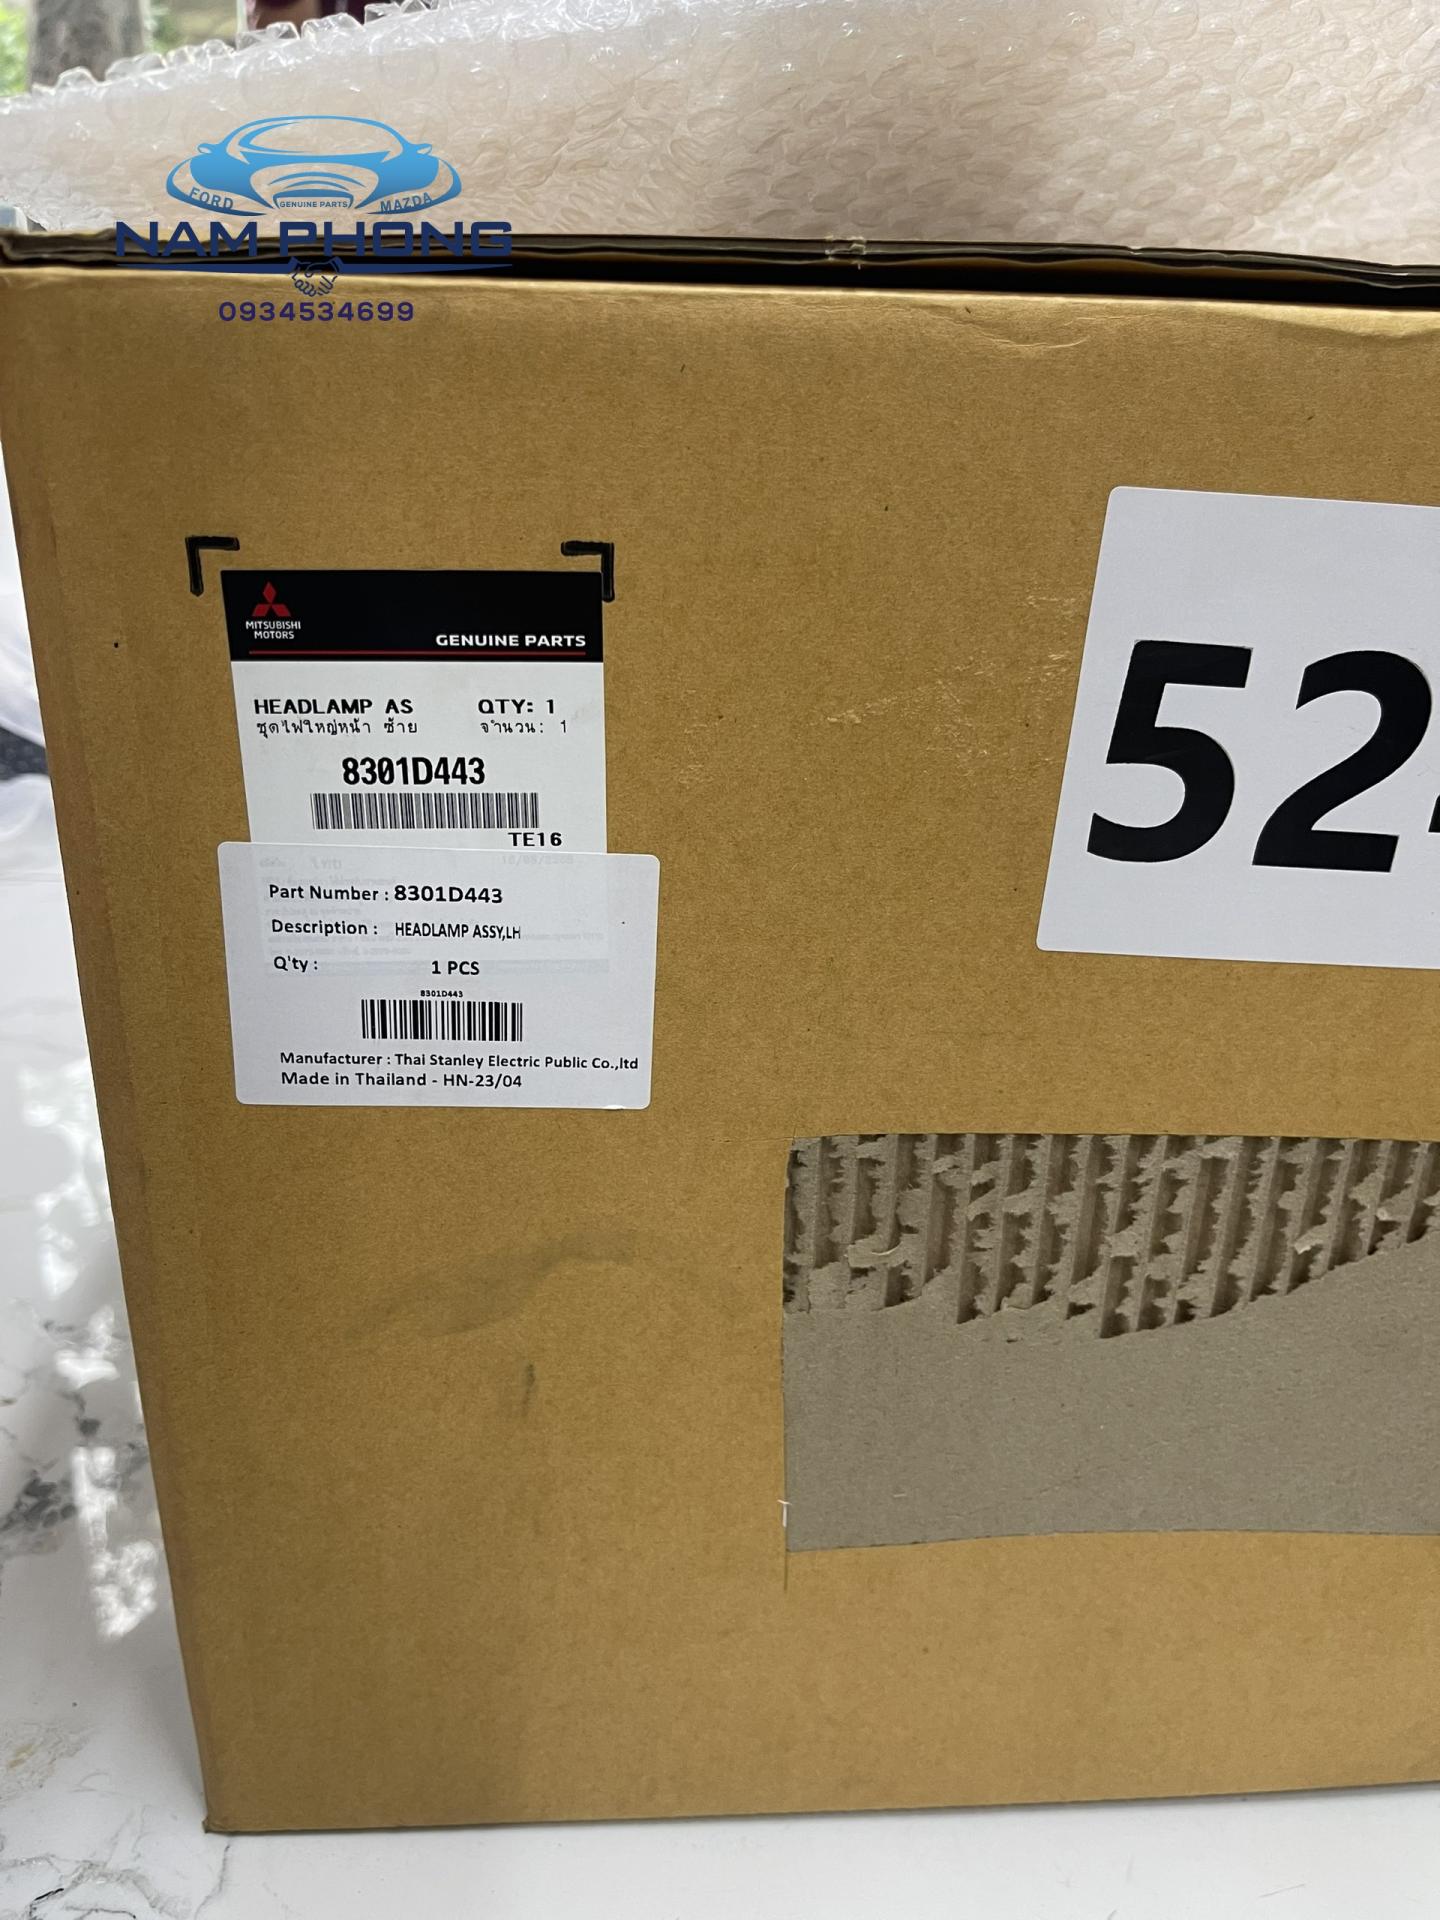 FORD GENUINE PARTS MAZDA
NAM PHONG
0934534699
MITSUBISHI
MOTORS
GENUINE PARTS
HEADLAMP AS QTY: 1
ชุดไฟใหญ่หน้า ซ้าย จำนวน: 1
8301D443
TE16
Part Number : 8301D443
Description : HEADLAMP ASSY,LH
Q'ty : 1 PCS
8301D443
Manufacturer : Thai Stanley Electric Public Co.,ltd
Made in Thailand - HN-23/04
52